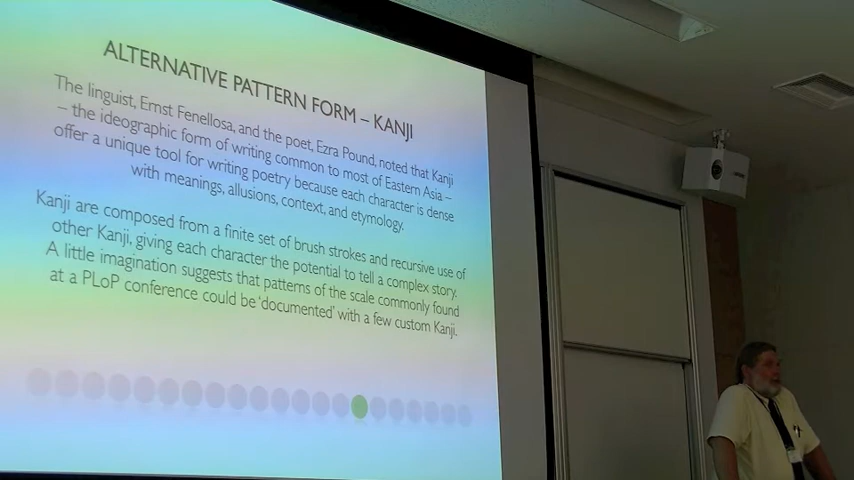 ALTERNATIVE PATTERN FORM – KANJI
The linguist, Ernst Fenellosa, and the poet, Ezra Pound, noted that Kanji
– the ideographic form of writing common to most of Eastern Asia –
offer a unique tool for writing poetry because each character is dense
with meanings, allusions, context, and etymology.
Kanji are composed from a finite set of brush strokes and recursive use of
other Kanji, giving each character the potential to tell a complex story.
A little imagination suggests that patterns of the scale commonly found
at a PLoP conference could be ‘documented’ with a few custom Kanji.